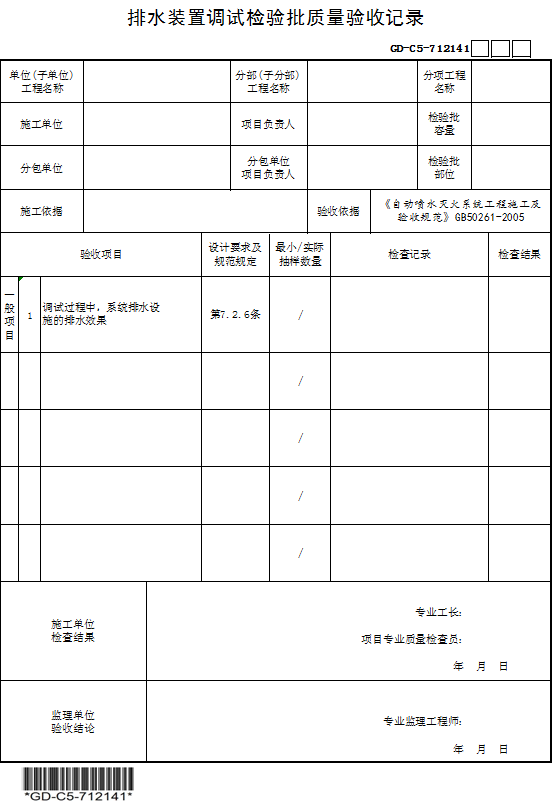 排水装置调试检验批质量验收记录
GD-C5-712141
单位(子单位)
工程名称
分部(子分部)
工程名称
分项工程
名称
施工单位
项目负责人
检验批
容量
分包单位
分包单位
项目负责人
检验批
部位
施工依据
验收依据
《自动喷水灭火系统工程施工及
验收规范》GB50261-2005
验收项目
设计要求及
规范规定
最小/实际
抽样数量
检查记录
检查结果
一
般
项
目
1
调试过程中，系统排水设
施的排水效果
第7.2.6条
/
/
/
/
/
施工单位
检查结果
专业工长：
项目专业质量检查员：
年 月 日
监理单位
验收结论
专业监理工程师：
年 月 日
*GD-C5-712141*